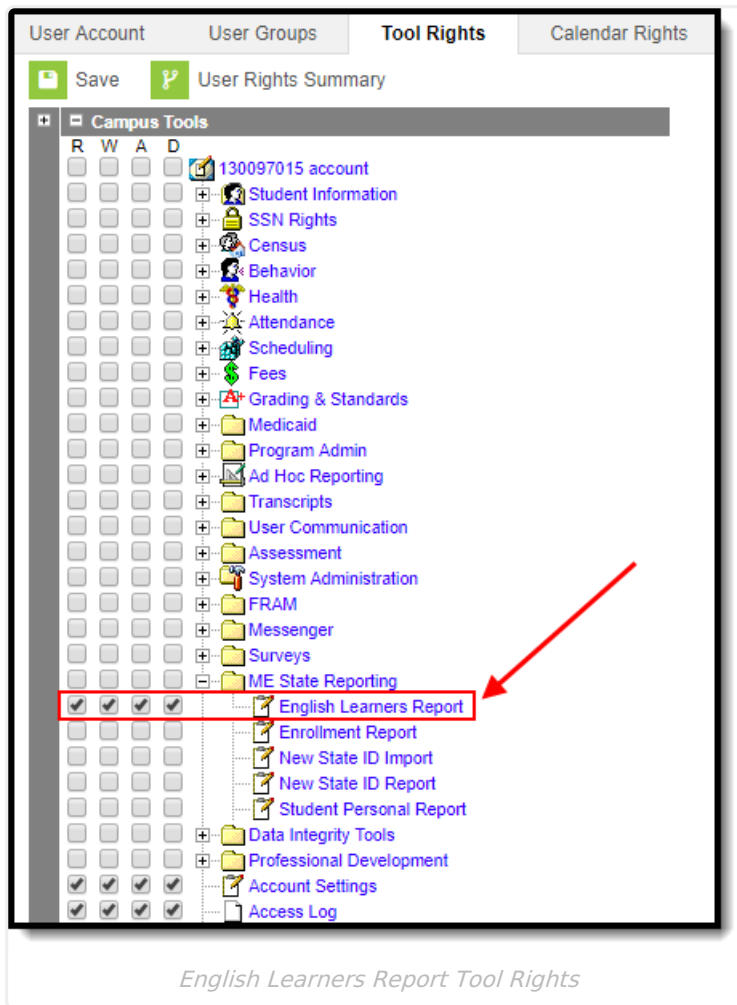 User Account User Groups Tool Rights Calendar Rights
Save User Rights Summary
Campus Tools
R W A D
130097015 account
Student Information
SSN Rights
Census
Behavior
Health
Attendance
Scheduling
Fees
Grading & Standards
Medicaid
Program Admin
Ad Hoc Reporting
Transcripts
User Communication
Assessment
System Administration
FRAM
Messenger
Surveys
ME State Reporting
English Learners Report
Enrollment Report
New State ID Import
New State ID Report
Student Personal Report
Data Integrity Tools
Professional Development
Account Settings
Access Log
English Learners Report Tool Rights